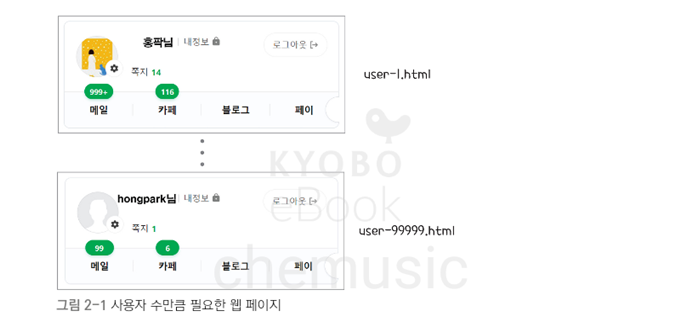 홍팍님 내정보 로그아웃
쪽지 14
999+ 116
메일 카페 블로그 페이
user-1.html
KYOBO
eBook
hongpark님 내정보 로그아웃
쪽지 1
99 6
메일 카페 블로그 페이
user-99999.html
chemusic
그림 2-1 사용자 수만큼 필요한 웹 페이지